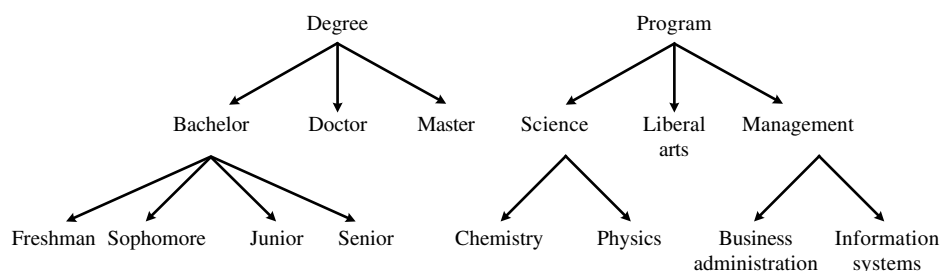 Degree
Program
Bachelor
Doctor
Master
Science
Liberal
arts
Management
Freshman
Sophomore
Junior
Senior
Chemistry
Physics
Business
administration
Information
systems